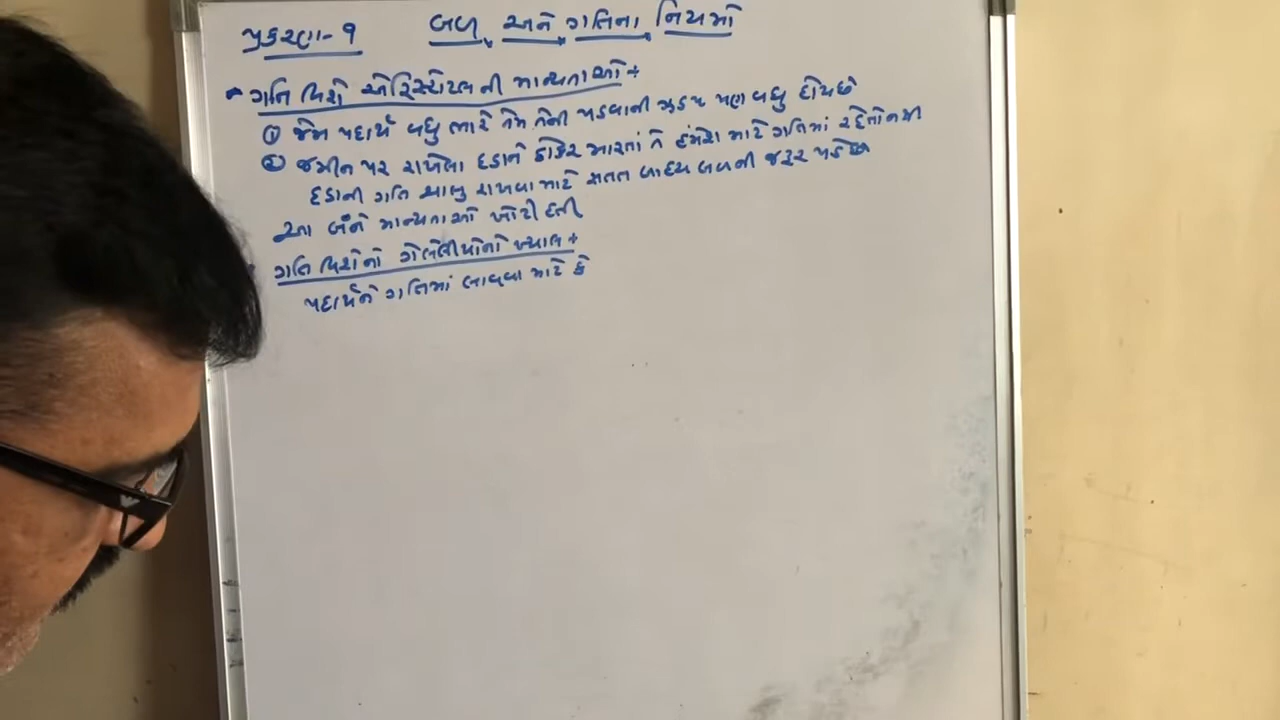 પ્રકરણ-૧ બળ અને ગતિના નિયમો
ગતિ વિશે એરિસ્ટોટલની માન્યતાઓ :-
① જેમ પદાર્થ વધુ ભારે તેમ તેની પડવાની ઝડપ પણ વધુ હોય છે
② જમીન પર રાખેલા દડાને ઠોકર મારતાં તે હંમેશા માટે ગતિમાં રહેતો નથી
દડાની ગતિ ચાલુ રાખવા માટે સતત બાહ્ય બળની જરૂર પડે છે
આ બંને માન્યતાઓ ખોટી હતી
ગતિ વિશેનો ગેલેલીયોનો ખ્યાલ :-
પદાર્થને ગતિમાં લાવવા માટે કે